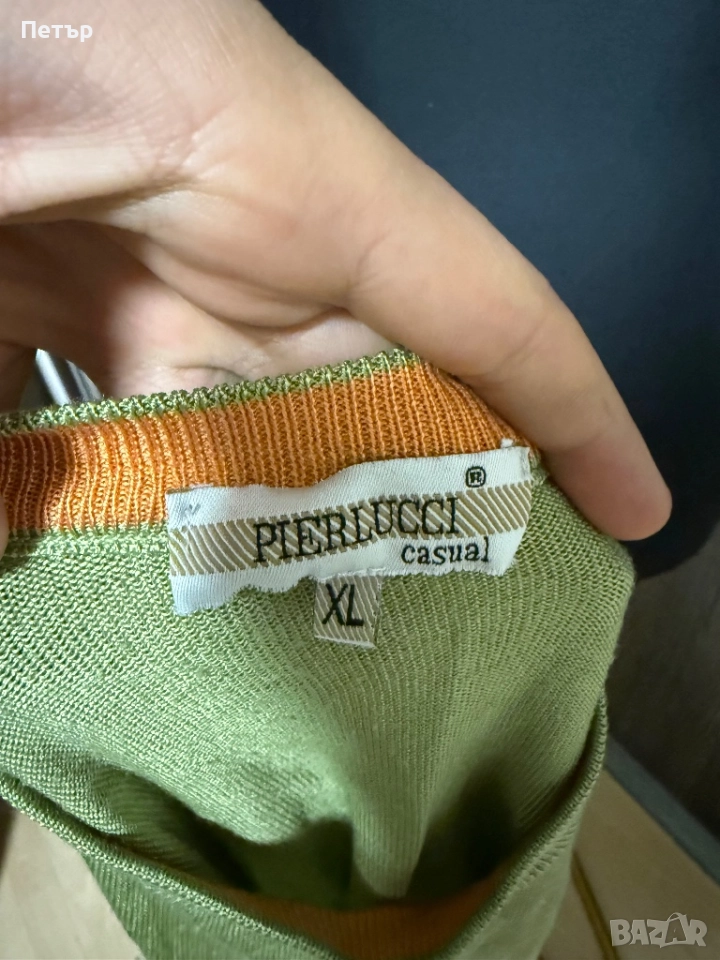 Петър
®
PIERLUCCI
casual
XL
BAZAR